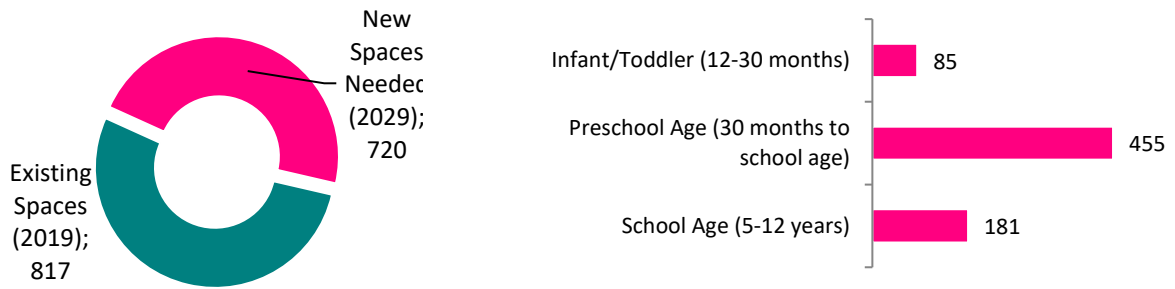 New
Spaces
Needed
(2029);
720
Existing
Spaces
(2019);
817
Infant/Toddler (12-30 months)
85
Preschool Age (30 months to
school age)
455
School Age (5-12 years)
181